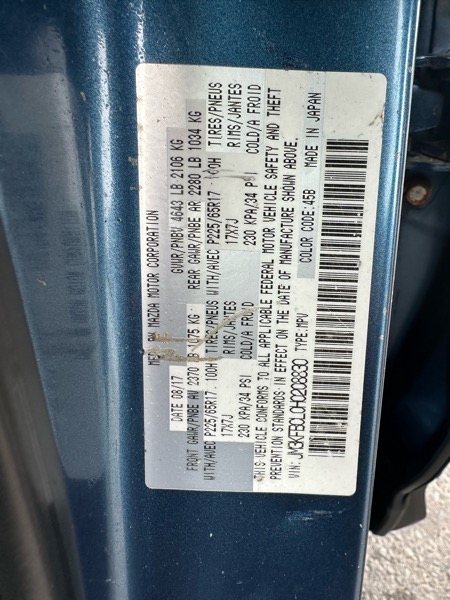 MFD BY MAZDA MOTOR CORPORATION
DATE 08/17 GVWR/PNBV 4643 LB 2106 KG
FRONT GAWR/PNBE AV 2370 LB 1075 KG REAR GAWR/PNBE AR 2280 LB 1034 KG
WITH/AVEC P225/65R17 100H TIRES/PNEUS WITH/AVEC P225/65R17 100H TIRES/PNEUS
17X7J RIMS/JANTES 17X7J RIMS/JANTES
230 KPA/34 PSI COLD/A FROID 230 KPA/34 PSI COLD/A FROID
THIS VEHICLE CONFORMS TO ALL APPLICABLE FEDERAL MOTOR VEHICLE SAFETY AND THEFT
PREVENTION STANDARDS IN EFFECT ON THE DATE OF MANUFACTURE SHOWN ABOVE.
VIN: JM3KFBCL0H0208830 TYPE:MPV COLOR CODE:45B MADE IN JAPAN